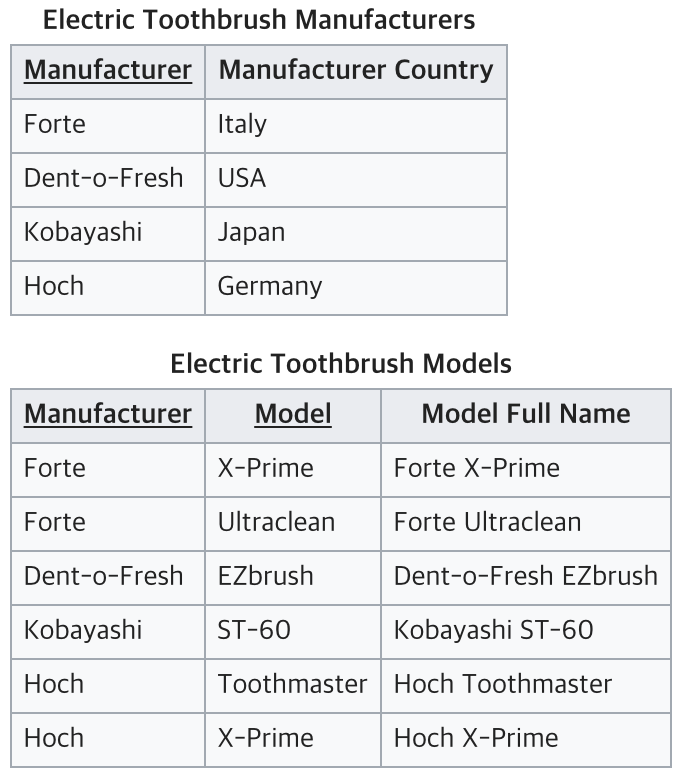 Electric Toothbrush Manufacturers
Manufacturer Manufacturer Country
Forte Italy
Dent-o-Fresh USA
Kobayashi Japan
Hoch Germany
Electric Toothbrush Models
Manufacturer Model Model Full Name
Forte X-Prime Forte X-Prime
Forte Ultraclean Forte Ultraclean
Dent-o-Fresh EZbrush Dent-o-Fresh EZbrush
Kobayashi ST-60 Kobayashi ST-60
Hoch Toothmaster Hoch Toothmaster
Hoch X-Prime Hoch X-Prime